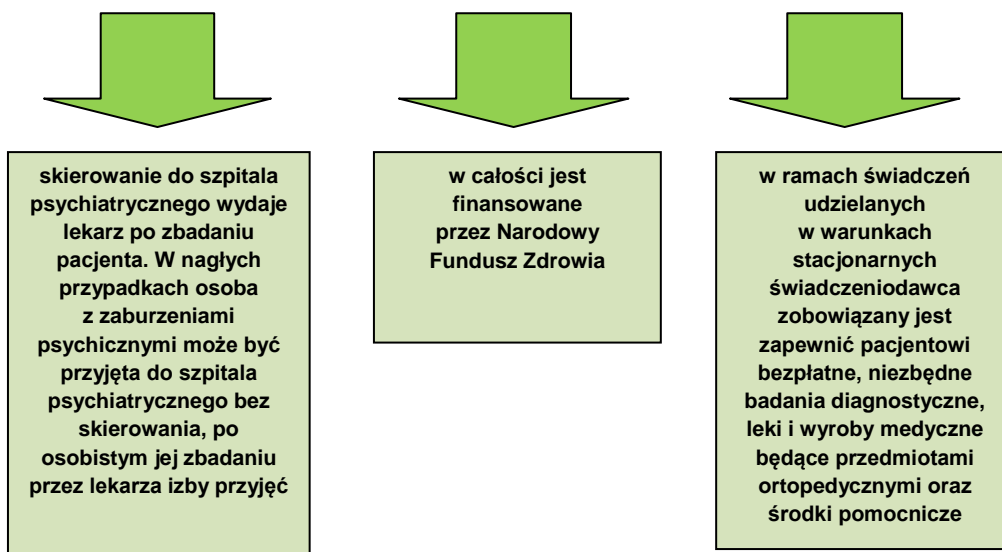 skierowanie do szpitala
psychiatrycznego wydaje
lekarz po zbadaniu
pacjenta. W nagłych
przypadkach osoba
z zaburzeniami
psychicznymi może być
przyjęta do szpitala
psychiatrycznego bez
skierowania, po
osobistym jej zbadaniu
przez lekarza izby przyjęć
w całości jest
finansowane
przez Narodowy
Fundusz Zdrowia
w ramach świadczeń
udzielanych
w warunkach
stacjonarnych
świadczeniodawca
zobowiązany jest
zapewnić pacjentowi
bezpłatne, niezbędne
badania diagnostyczne,
leki i wyroby medyczne
będące przedmiotami
ortopedycznymi oraz
środki pomocnicze